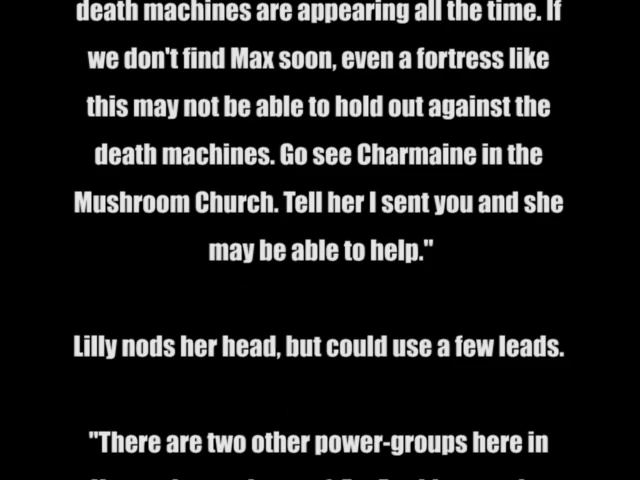 death machines are appearing all the time. If
we don't find Max soon, even a fortress like
this may not be able to hold out against the
death machines. Go see Charmaine in the
Mushroom Church. Tell her I sent you and she
may be able to help."
Lilly nods her head, but could use a few leads.
"There are two other power-groups here in